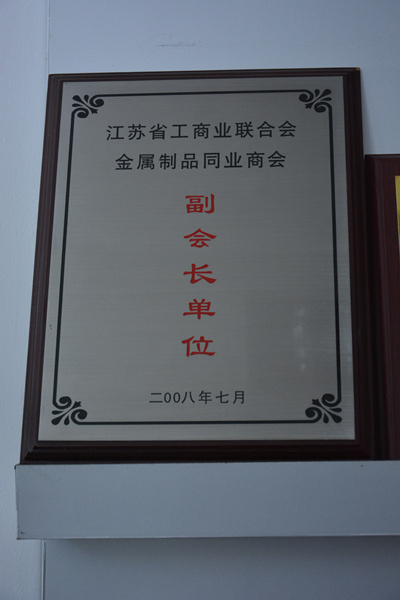 江苏省工商业联合会
金属制品同业商会
副会长单位
二00八年七月